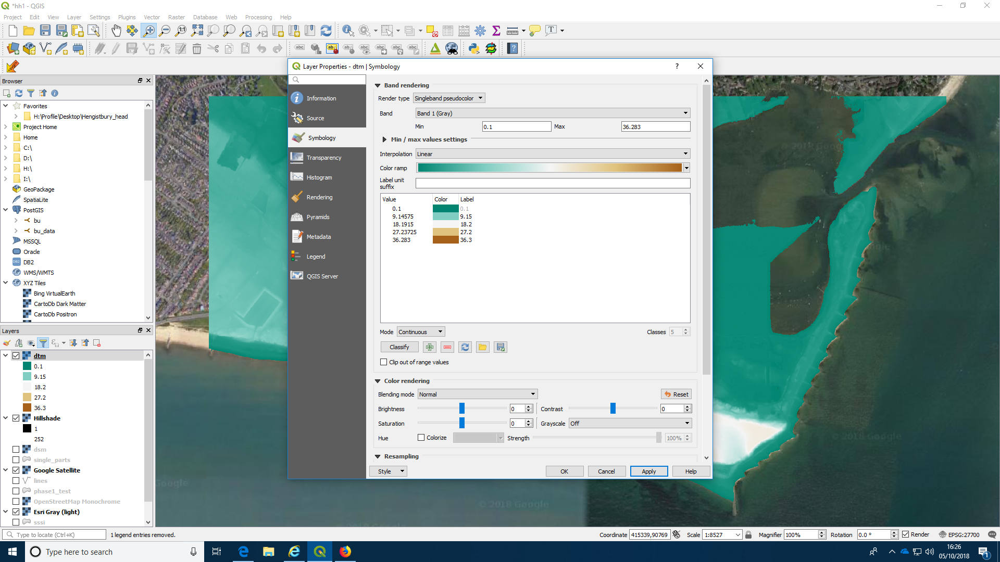 *hh1 - QGIS
Project Edit View Layer Settings Plugins Vector Raster Database Web Processing Help
Browser
Favorites
H:\Profile\Desktop\Hengistbury_head
Project Home
Home
C:\
D:\
H:\
I:\
GeoPackage
SpatiaLite
PostGIS
bu
bu_data
MSSQL
Oracle
DB2
WMS/WMTS
XYZ Tiles
Bing VirtualEarth
CartoDb Dark Matter
CartoDb Positron
Layers
dtm
0.1
9.15
18.2
27.2
36.3
Hillshade
1
252
dsm
single_parts
Google Satellite
lines
phase1_test
OpenStreetMap Monochrome
Esri Gray (light)
sssi
Layer Properties - dtm | Symbology
Information
Source
Symbology
Transparency
Histogram
Rendering
Pyramids
Metadata
Legend
QGIS Server
Band rendering
Render type Singleband pseudocolor
Band Band 1 (Gray)
Min 0.1 Max 36.283
Min / max values settings
Interpolation Linear
Color ramp
Label unit
suffix
Value Color Label
0.1 0.1
9.14575 9.15
18.1915 18.2
27.23725 27.2
36.283 36.3
Mode Continuous Classes 5
Classify
Clip out of range values
Color rendering
Blending mode Normal Reset
Brightness 0 Contrast 0
Saturation 0 Grayscale Off
Hue Colorize Strength 100%
Resampling
Style OK Cancel Apply Help
Google
© 2018 Google
© 2018 Google
Type to locate (Ctrl+K) 1 legend entries removed. Coordinate 415339,90769 Scale 1:8527 Magnifier 100% Rotation 0.0 ° Render EPSG:27700
Type here to search
16:26
05/10/2018
1